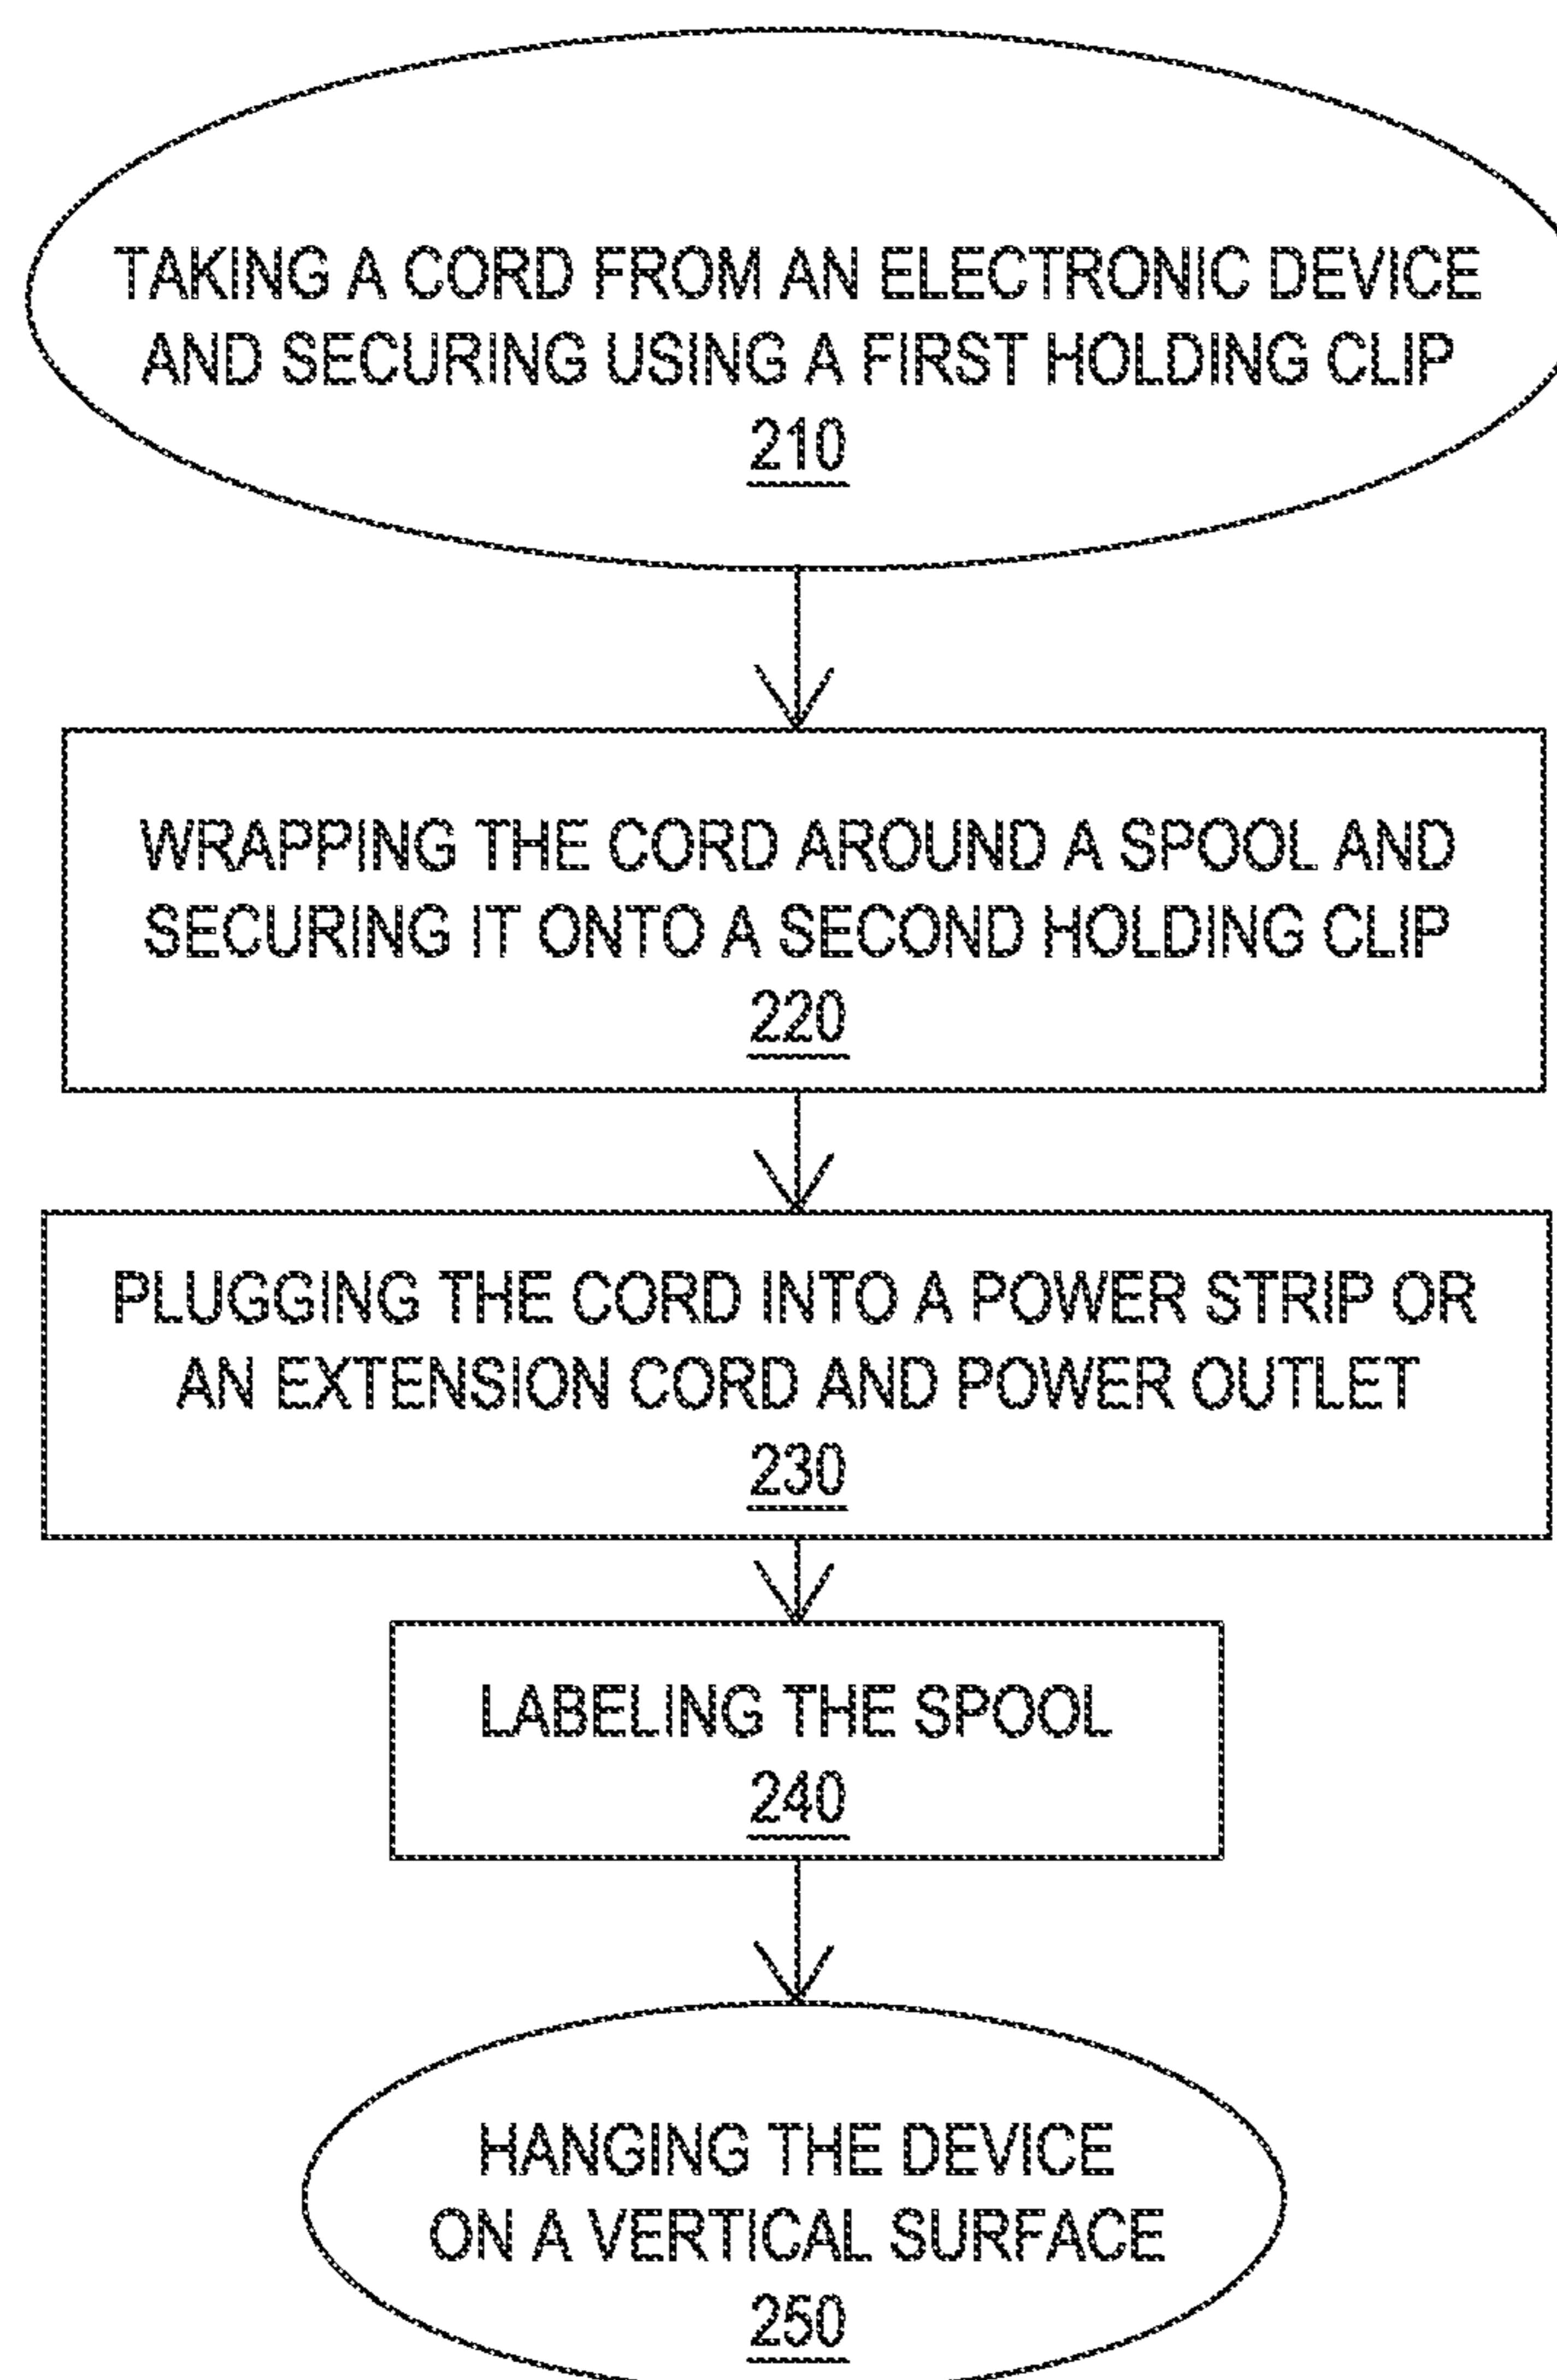 TAKING A CORD FROM AN ELECTRONIC DEVICE
AND SECURING USING A FIRST HOLDING CLIP
210
WRAPPING THE CORD AROUND A SPOOL AND
SECURING IT ONTO A SECOND HOLDING CLIP
220
PLUGGING THE CORD INTO A POWER STRIP OR
AN EXTENSION CORD AND POWER OUTLET
230
LABELING THE SPOOL
240
HANGING THE DEVICE
ON A VERTICAL SURFACE
250